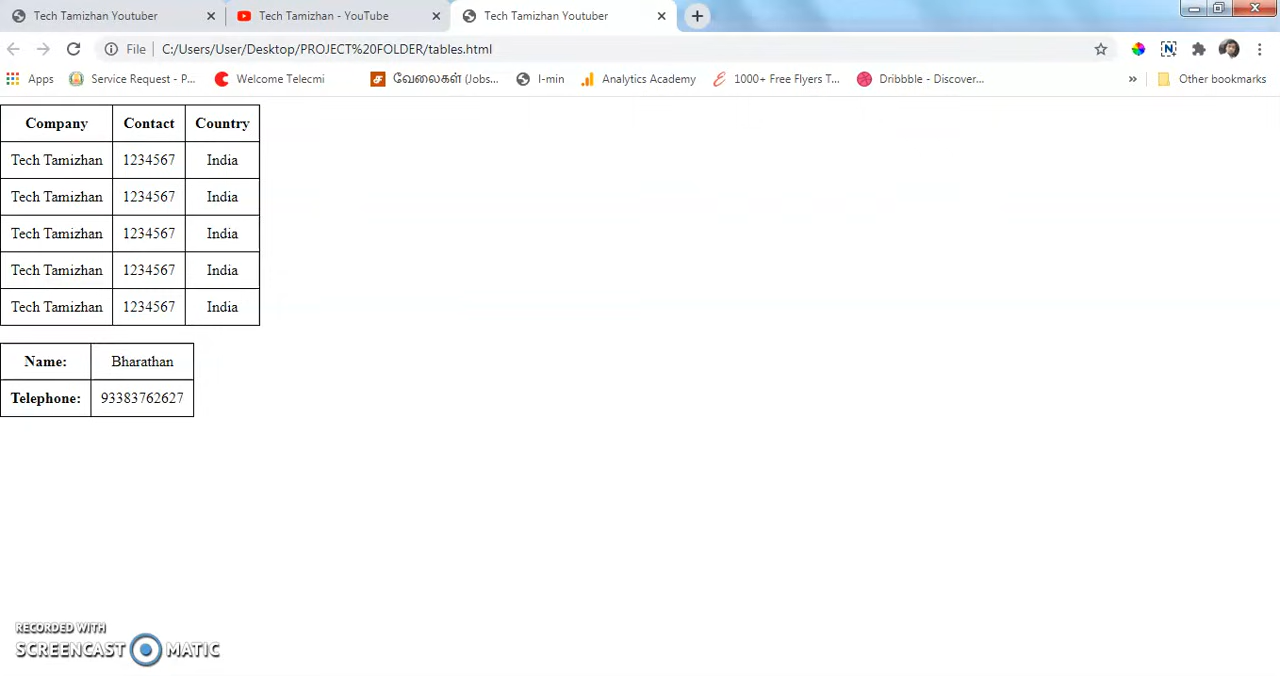 Tech Tamizhan Youtuber
Tech Tamizhan - YouTube
Tech Tamizhan Youtuber
File C:/Users/User/Desktop/PROJECT%20FOLDER/tables.html
Apps Service Request - P... Welcome Telecmi வேலைகள் (Jobs... I-min Analytics Academy 1000+ Free Flyers T... Dribbble - Discover... » Other bookmarks
Company Contact Country
Tech Tamizhan 1234567 India
Tech Tamizhan 1234567 India
Tech Tamizhan 1234567 India
Tech Tamizhan 1234567 India
Tech Tamizhan 1234567 India
Name: Bharathan
Telephone: 93383762627
RECORDED WITH
SCREENCAST MATIC